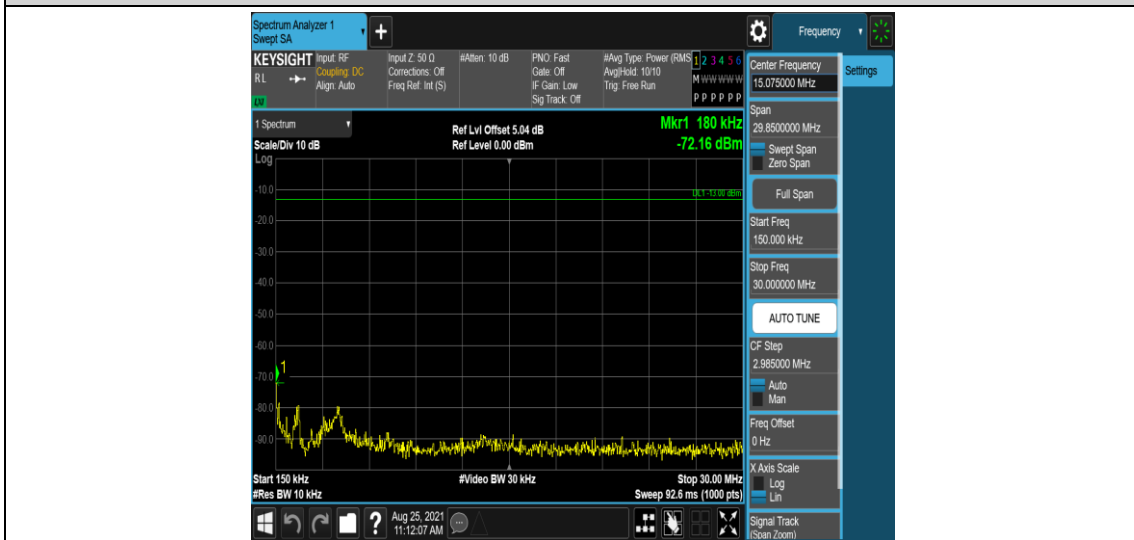 Spectrum Analyzer 1
Swept SA
+
Frequency
KEYSIGHT
RL
Input: RF
Coupling: DC
Align: Auto
Input Z: 50 Ω
Corrections: Off
Freq Ref: Int (S)
#Atten: 10 dB
PNO: Fast
Gate: Off
IF Gain: Low
Sig Track: Off
#Avg Type: Power (RMS
Avg|Hold: 10/10
Trig: Free Run
1 2 3 4 5 6
M W W W W W
P P P P P P
1 Spectrum
Scale/Div 10 dB
Ref Lvl Offset 5.04 dB
Ref Level 0.00 dBm
Mkr1 180 kHz
-72.16 dBm
Log
DL1 -13.00 dBm
-10.0
-20.0
-30.0
-40.0
-50.0
-60.0
1
-70.0
-80.0
-90.0
Start 150 kHz
#Video BW 30 kHz
Stop 30.00 MHz
#Res BW 10 kHz
Sweep 92.6 ms (1000 pts)
Center Frequency
15.075000 MHz
Settings
Span
29.8500000 MHz
Swept Span
Zero Span
Full Span
Start Freq
150.000 kHz
Stop Freq
30.000000 MHz
AUTO TUNE
CF Step
2.985000 MHz
Auto
Man
Freq Offset
0 Hz
X Axis Scale
Log
Lin
Signal Track
(Span Zoom)
?
Aug 25, 2021
11:12:07 AM